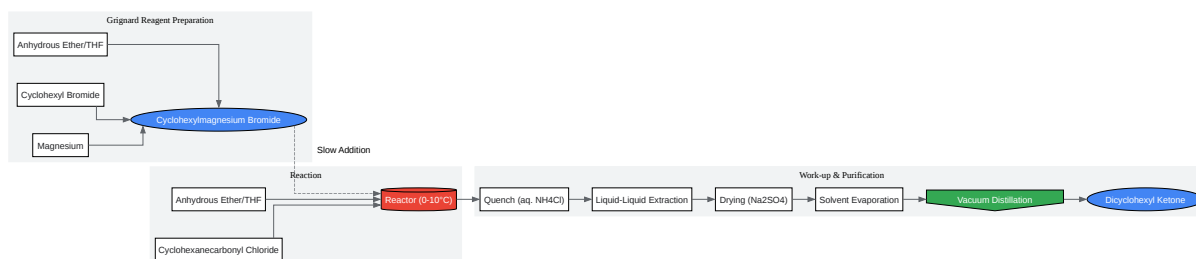 Grignard Reagent Preparation
Anhydrous Ether/THF
Cyclohexyl Bromide
Cyclohexylmagnesium Bromide
Magnesium
Slow Addition
Reaction
Work-up & Purification
Anhydrous Ether/THF
Reactor (0-10°C)
Quench (aq. NH4Cl)
Liquid-Liquid Extraction
Drying (Na2SO4)
Solvent Evaporation
Vacuum Distillation
Dicyclohexyl Ketone
Cyclohexanecarbonyl Chloride